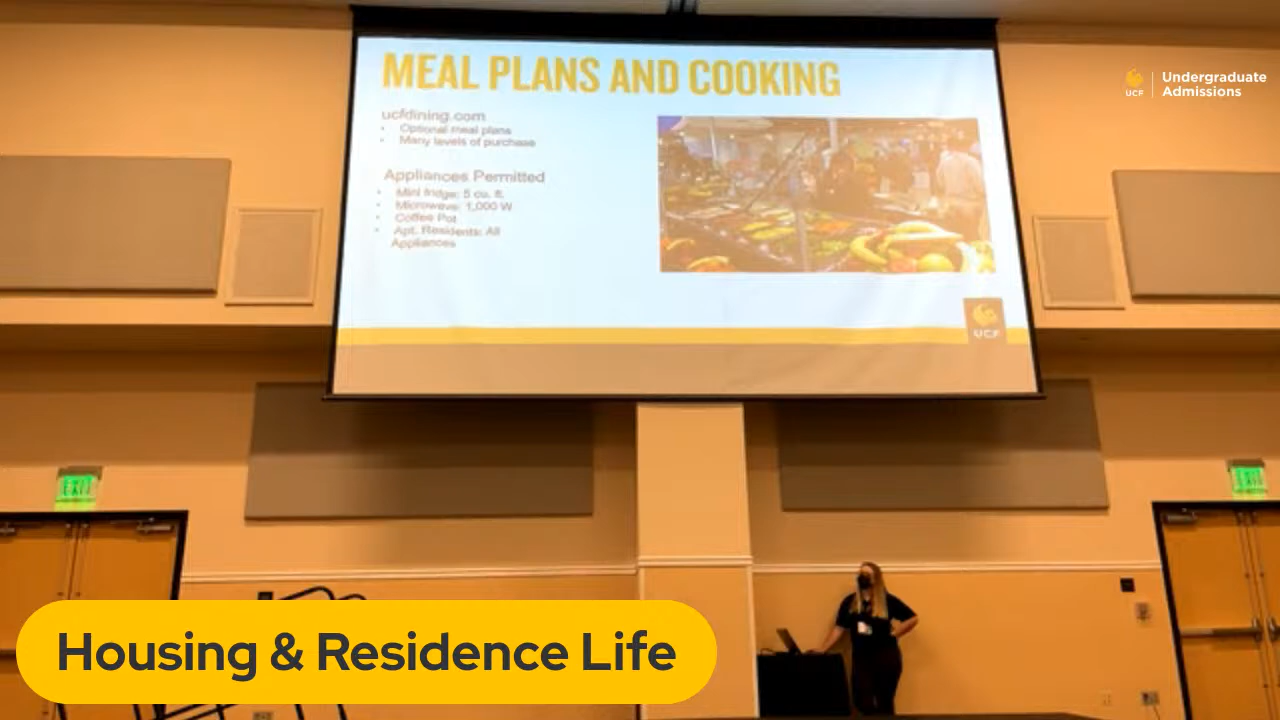 MEAL PLANS AND COOKING
ucfdining.com
• Optional meal plans
• Many levels of purchase
Appliances Permitted
• Mini fridge: 5 cu. ft.
• Microwave: 1,000 W
• Coffee Pot
• Apt. Residents: All
Appliances
UCF
UCF
Undergraduate
Admissions
EXIT
EXIT
Housing & Residence Life